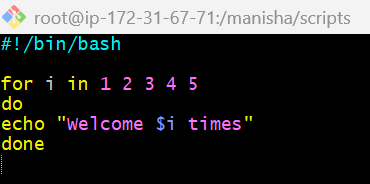 root@ip-172-31-67-71:/manisha/scripts
#!/bin/bash
for i in 1 2 3 4 5
do
echo "Welcome $i times"
done